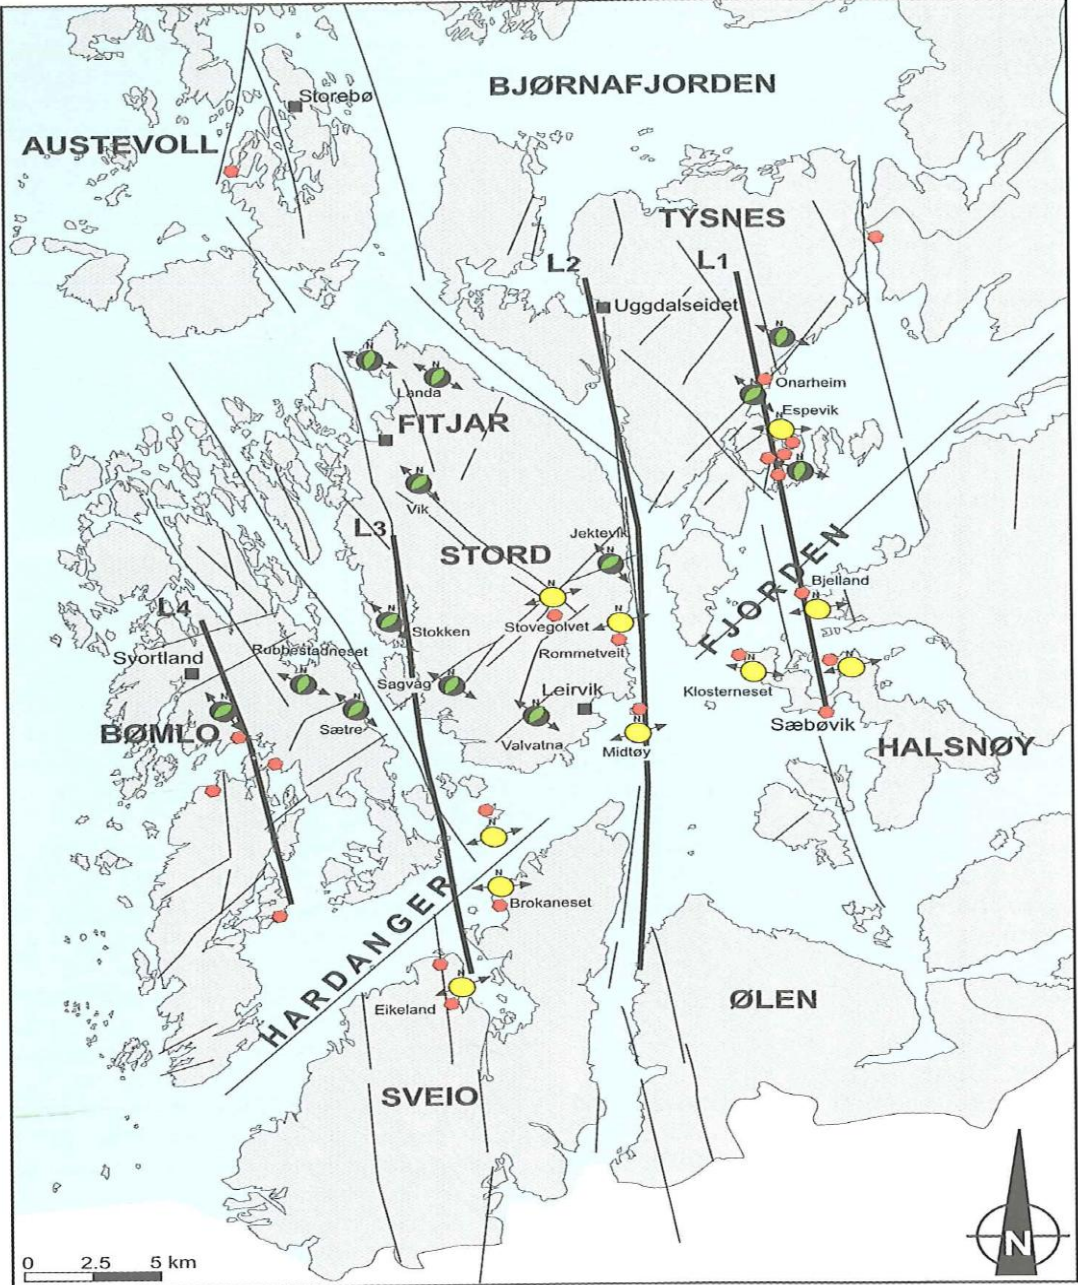 BJØRNAFJORDEN
Storebø
AUSTEVOLL
TYSNES
L2
L1
Uggdalseidet
N
N
N
Landa
N
Onarheim
FITJAR
Espevik
N
N
N
Vik
L3
STORD
Jektevik
N
FJORDEN
Bjelland
N
N
L4
N
Stokken
Stovegolvet
N
Rommetveit
Rubbestadneset
Svortland
N
Sagvåg
N
Leirvik
N
Klosterneset
N
N
N
Sætre
N
Valvatna
N
Midtøy
Sæbøvik
BØMLO
HALSNØY
N
N
Brokaneset
HARDANGER
N
Eikeland
ØLEN
SVEIO
N
0 2.5 5 km